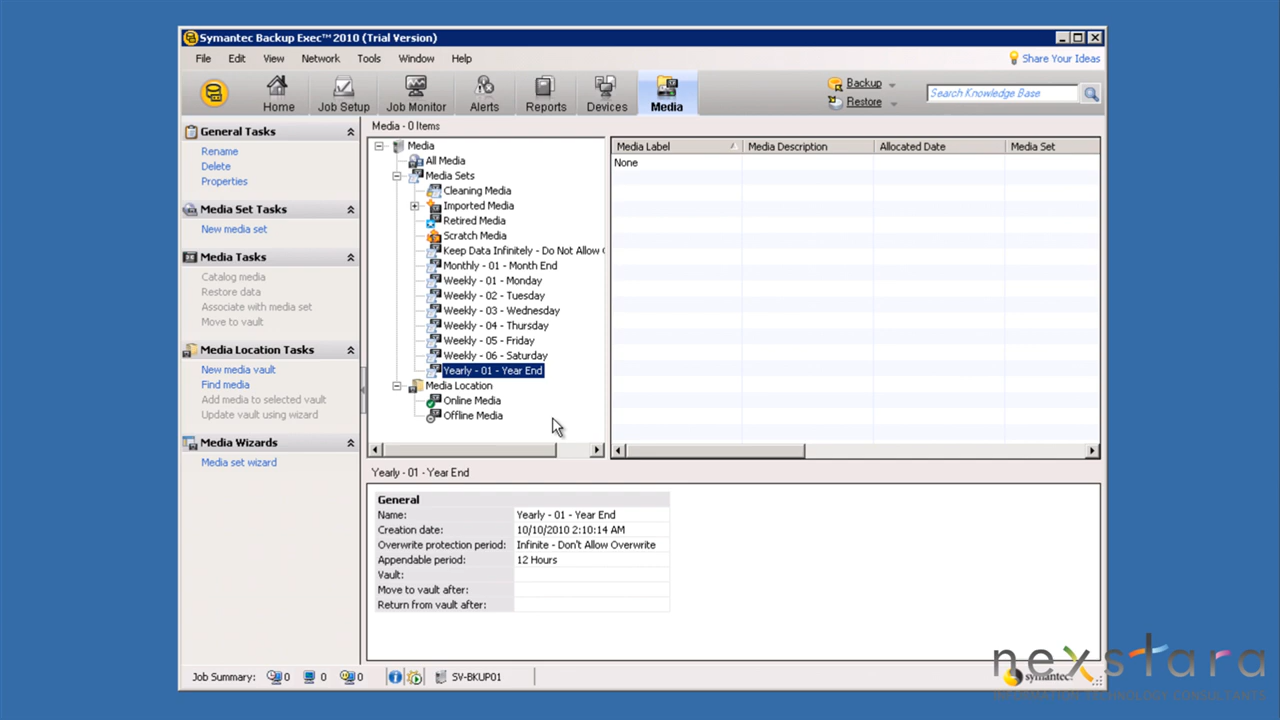 Symantec Backup Exec™ 2010 (Trial Version)
File Edit View Network Tools Window Help
Share Your Ideas
Home Job Setup Job Monitor Alerts Reports Devices Media
Backup
Restore
Search Knowledge Base
General Tasks
Rename
Delete
Properties
Media Set Tasks
New media set
Media Tasks
Catalog media
Restore data
Associate with media set
Move to vault
Media Location Tasks
New media vault
Find media
Add media to selected vault
Update vault using wizard
Media Wizards
Media set wizard
Media - 0 Items
Media
All Media
Media Sets
Cleaning Media
Imported Media
Retired Media
Scratch Media
Keep Data Infinitely - Do Not Allow
Monthly - 01 - Month End
Weekly - 01 - Monday
Weekly - 02 - Tuesday
Weekly - 03 - Wednesday
Weekly - 04 - Thursday
Weekly - 05 - Friday
Weekly - 06 - Saturday
Yearly - 01 - Year End
Media Location
Online Media
Offline Media
Media Label Media Description Allocated Date Media Set
None
Yearly - 01 - Year End
General
Name: Yearly - 01 - Year End
Creation date: 10/10/2010 2:10:14 AM
Overwrite protection period: Infinite - Don't Allow Overwrite
Appendable period: 12 Hours
Vault:
Move to vault after:
Return from vault after:
Job Summary: 0 0 0 SV-BKUP01
symantec
nexstara
INFORMATION TECHNOLOGY CONSULTANTS